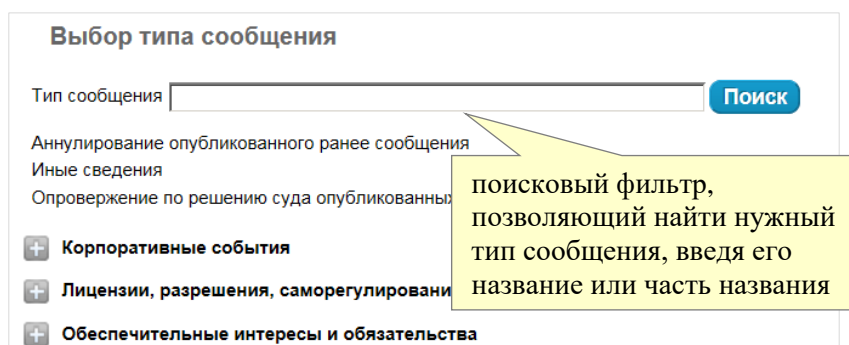 Выбор типа сообщения
Тип сообщения
Поиск
Аннулирование опубликованного ранее сообщения
Иные сведения
Опровержение по решению суда опубликованных
поисковый фильтр,
позволяющий найти нужный
тип сообщения, введя его
название или часть названия
Корпоративные события
Лицензии, разрешения, саморегулировани
Обеспечительные интересы и обязательства